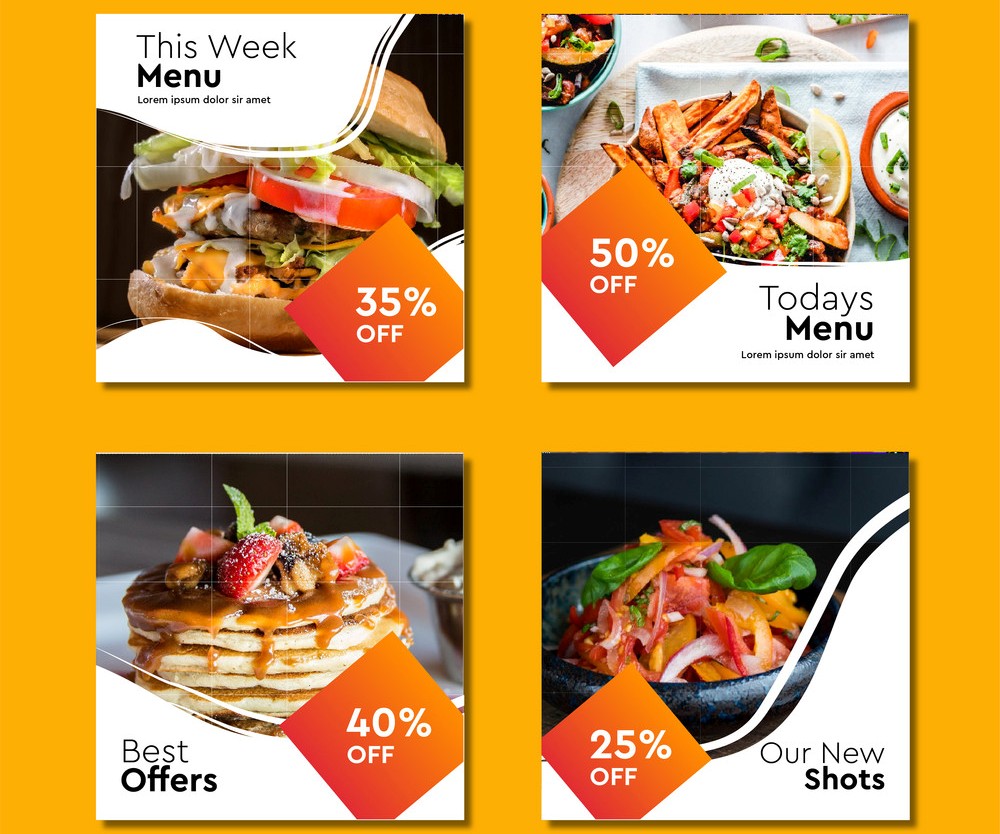 This Week
Menu
Lorem ipsum dolor sir amet
35%
OFF
50%
OFF
Todays
Menu
Lorem ipsum dolor sir amet
40%
OFF
Best
Offers
25%
OFF
Our New
Shots